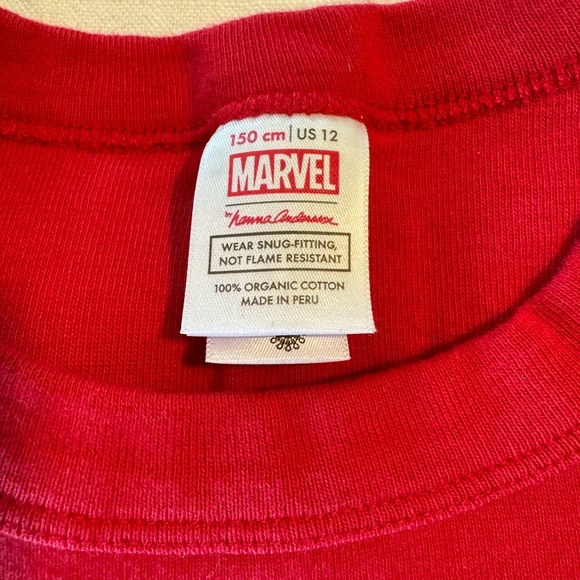 150 cm | US 12
MARVEL
by hanna andersson
WEAR SNUG-FITTING,
NOT FLAME RESISTANT
100% ORGANIC COTTON
MADE IN PERU